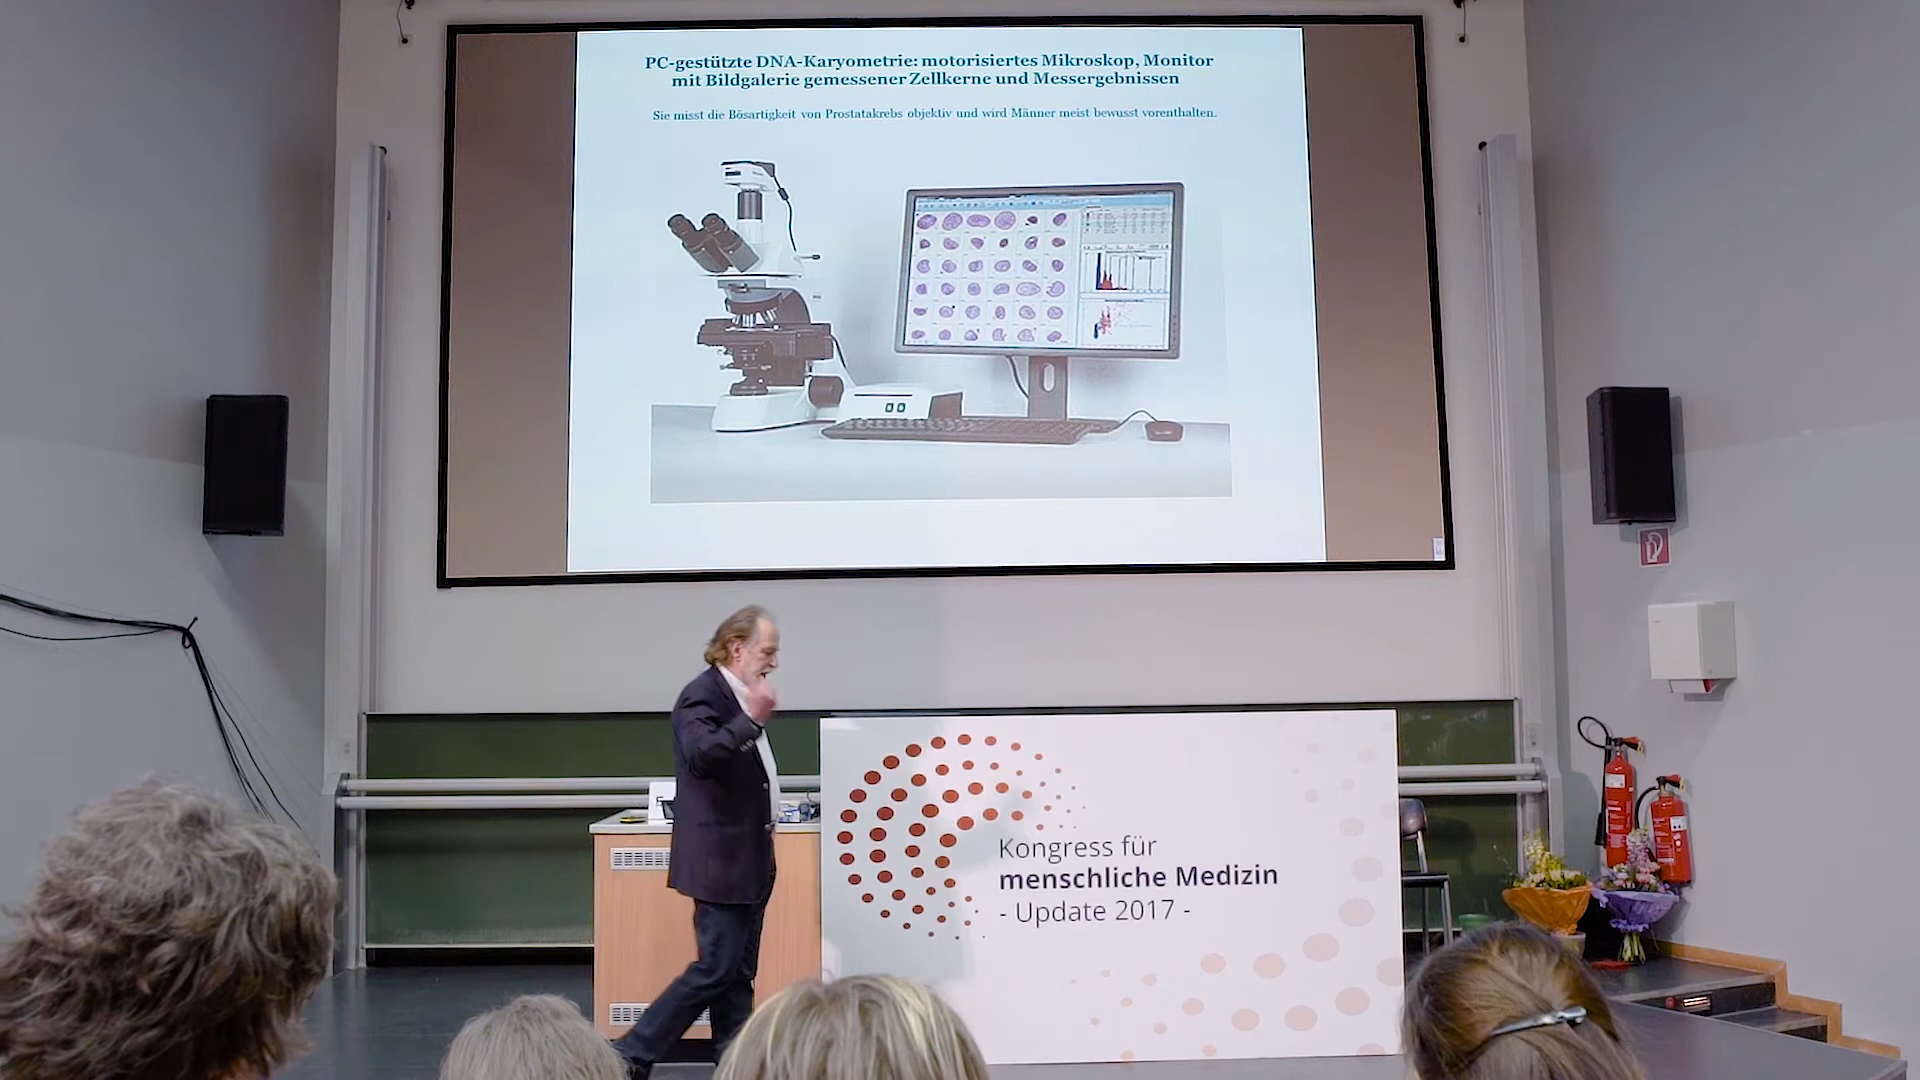 PC-gestützte DNA-Karyometrie: motorisiertes Mikroskop, Monitor
mit Bildgalerie gemessener Zellkerne und Messergebnissen
Sie misst die Bösartigkeit von Prostatakrebs objektiv und wird Männer meist bewusst vorenthalten.
Kongress für
menschliche Medizin
- Update 2017 -